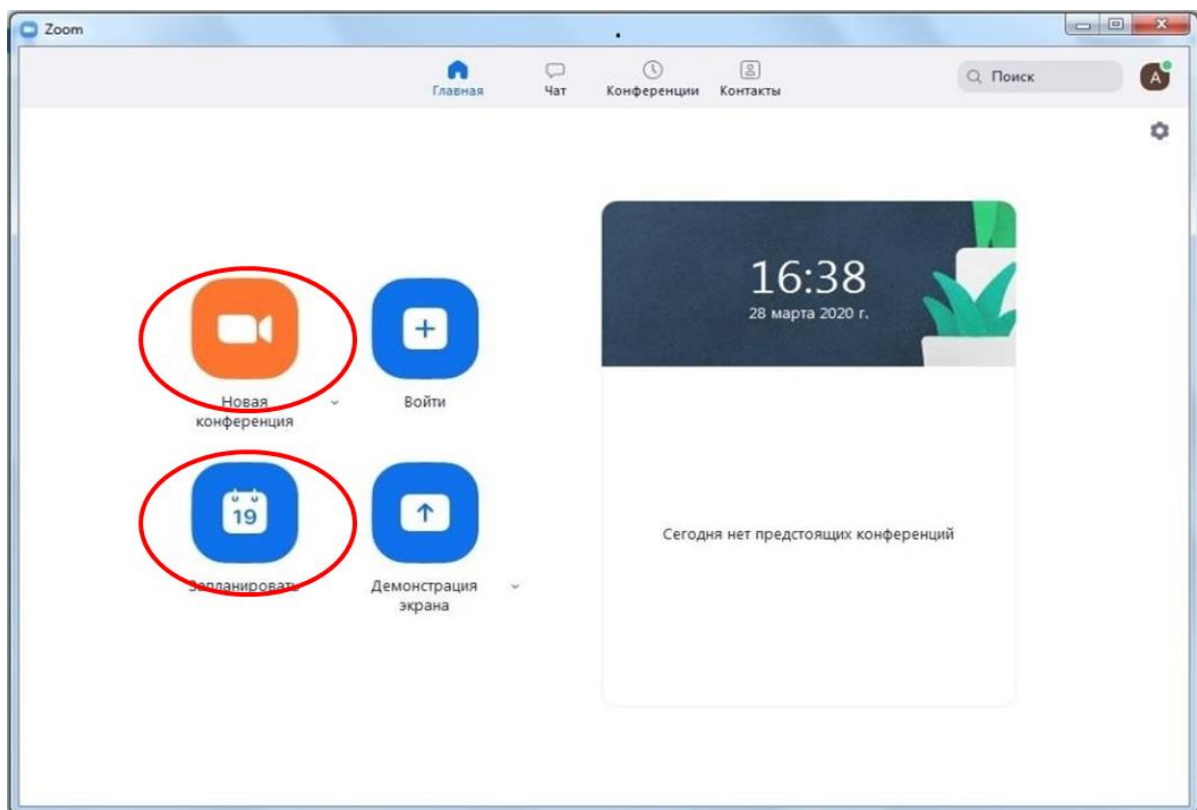 Zoom
Главная
Чат
Конференции
Контакты
Поиск
A
16:38
28 марта 2020 г.
Новая
конференция
Войти
19
Запланировать
Демонстрация
экрана
Сегодня нет предстоящих конференций